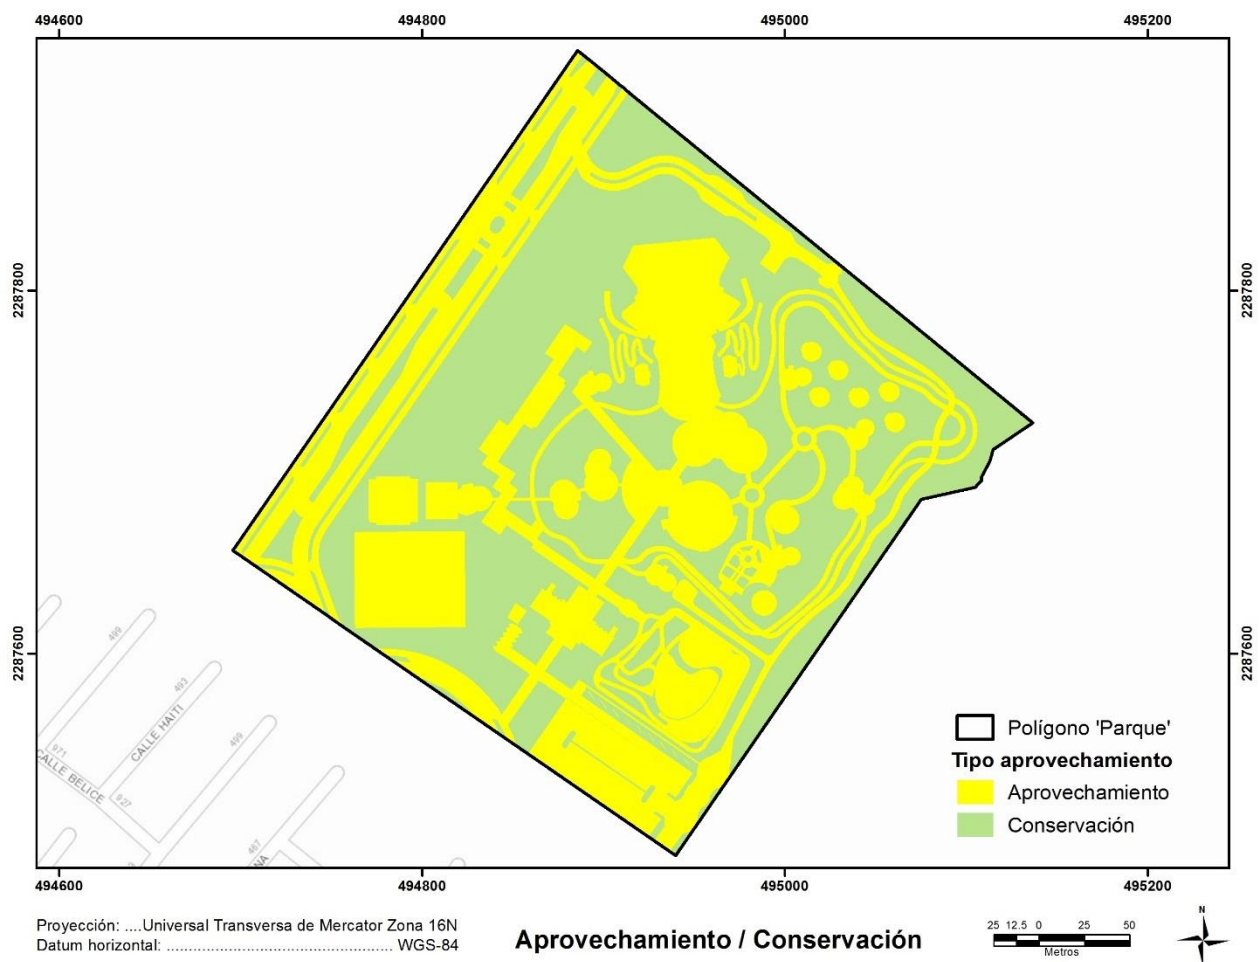 494600 494800 495000 495200
2287800 2287800
2287600 2287600
499
493
CALLE HAITI
499
971
CALLE BELICE
927
467
NA
Polígono 'Parque'
Tipo aprovechamiento
Aprovechamiento
Conservación
494600 494800 495000 495200
Proyección: ....Universal Transversa de Mercator Zona 16N
Datum horizontal: .................................................. WGS-84
Aprovechamiento / Conservación
25 12.5 0 25 50
Metros
N